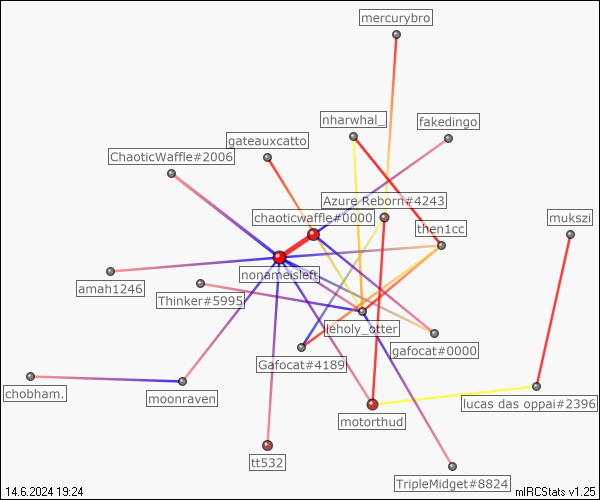 mercurybro
nharwhal_
fakedingo
gateauxcatto
ChaoticWaffle#2006
Azure Reborn#4243
chaoticwaffle#0000
mukszi
then1cc
nonameisleft
amah1246
Thinker#5995
leholy_otter
gafocat#0000
Gafocat#4189
chobham.
moonraven
lucas das oppai#2396
motorthud
tt532
TripleMidget#8824
14.6.2024 19:24
mIRCStats v1.25